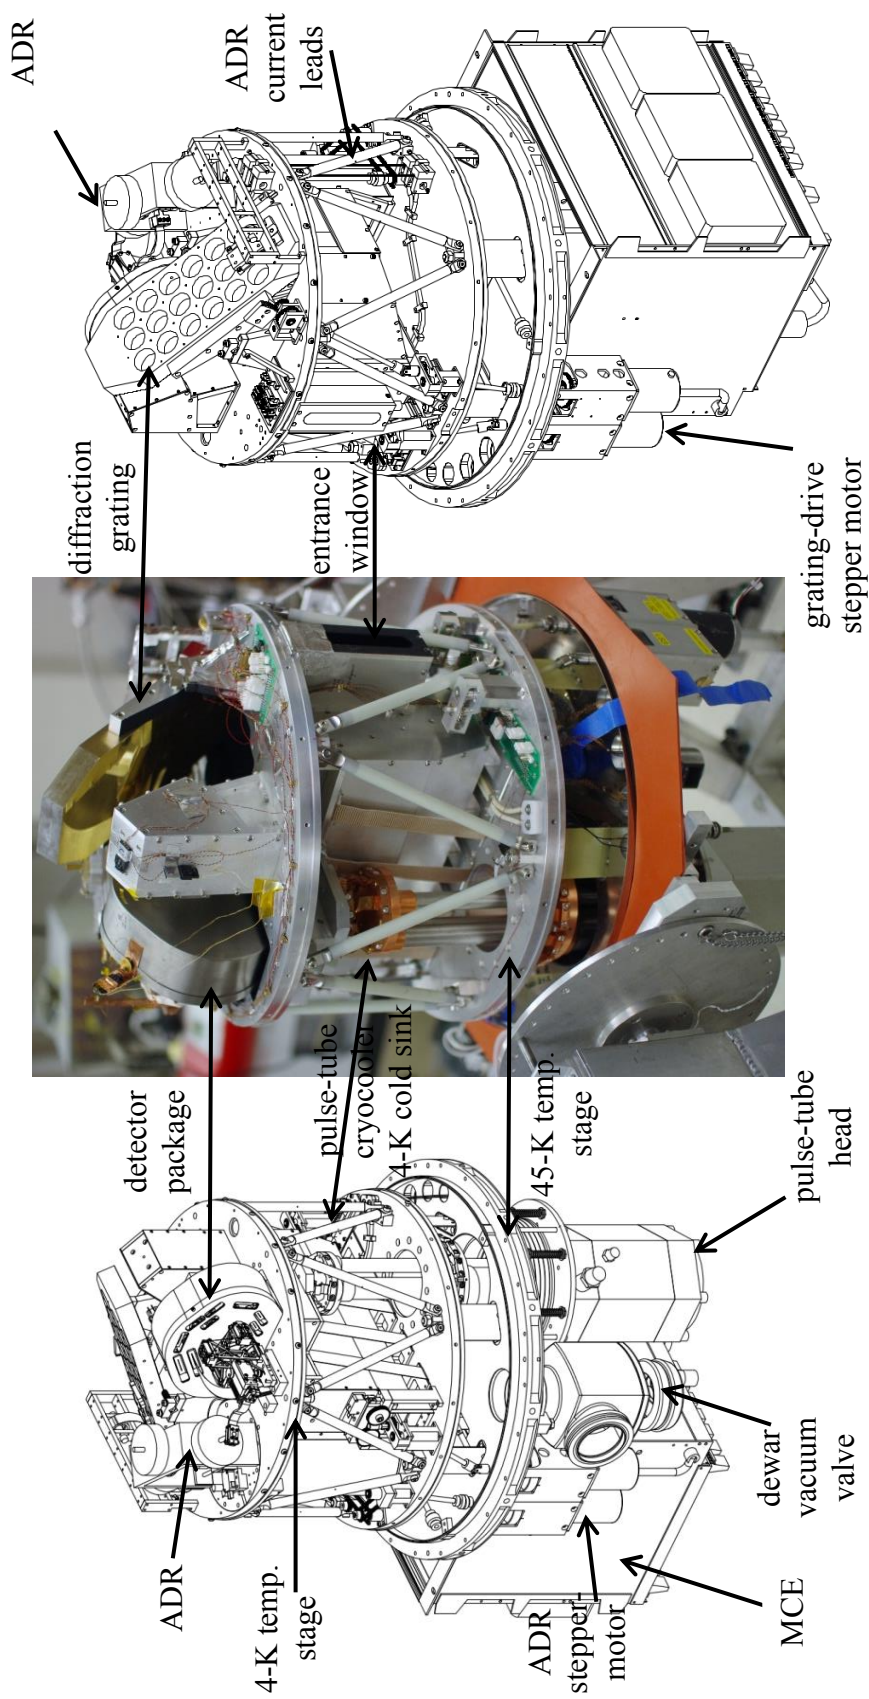 ADR
4-K temp.
stage
ADR
stepper
motor
MCE
dewar
vacuum
valve
pulse-tube
head
detector
package
pulse-tube
cryocooler
4-K cold sink
45-K temp.
stage
diffraction
grating
entrance
window
grating-drive
stepper motor
ADR
ADR
current
leads